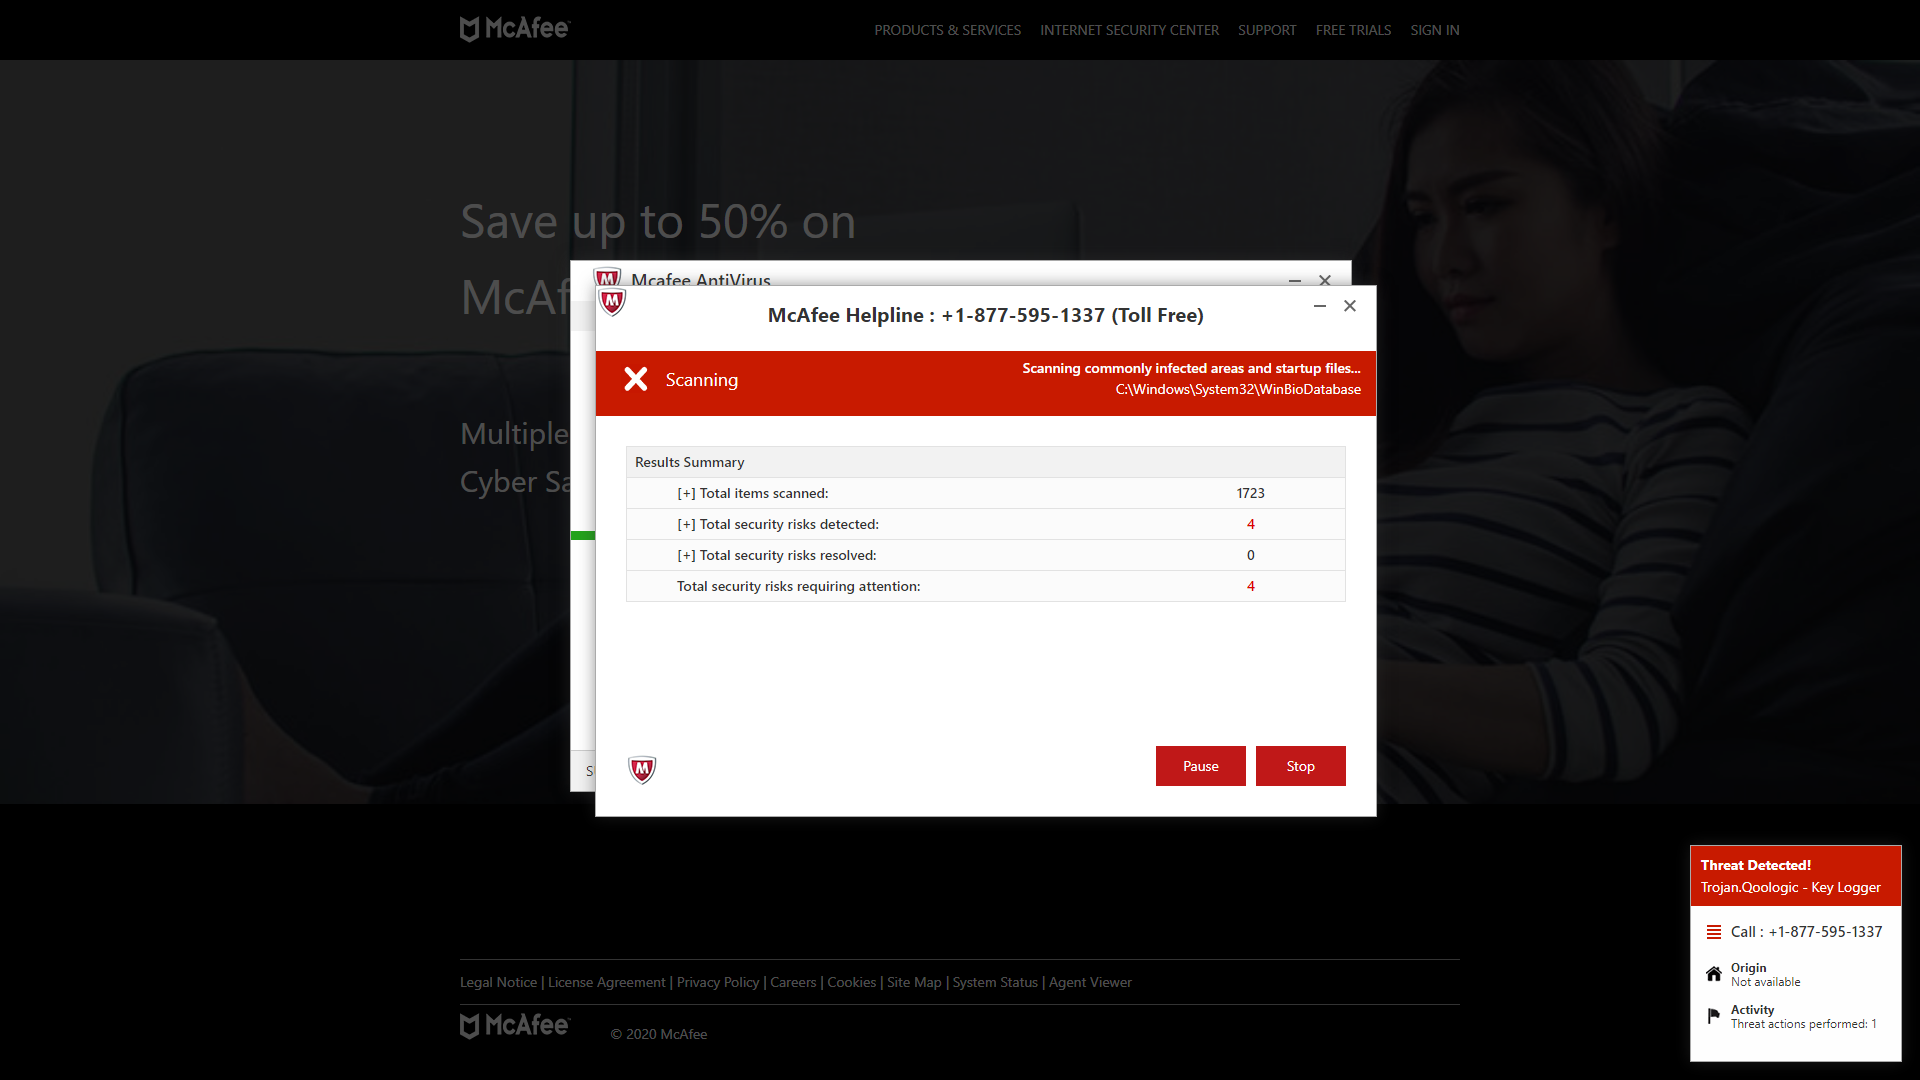 McAfee
PRODUCTS & SERVICES INTERNET SECURITY CENTER SUPPORT FREE TRIALS SIGN IN
Save up to 50% on
McAf
Multiple
Cyber Sa
Mcafee AntiVirus
McAfee Helpline : +1-877-595-1337 (Toll Free)
Scanning
Scanning commonly infected areas and startup files...
C:\Windows\System32\WinBioDatabase
Results Summary
[+] Total items scanned: 1723
[+] Total security risks detected: 4
[+] Total security risks resolved: 0
Total security risks requiring attention: 4
S
Pause Stop
Threat Detected!
Trojan.Qoologic - Key Logger
Call : +1-877-595-1337
Origin
Not available
Activity
Threat actions performed: 1
Legal Notice | License Agreement | Privacy Policy | Careers | Cookies | Site Map | System Status | Agent Viewer
McAfee © 2020 McAfee